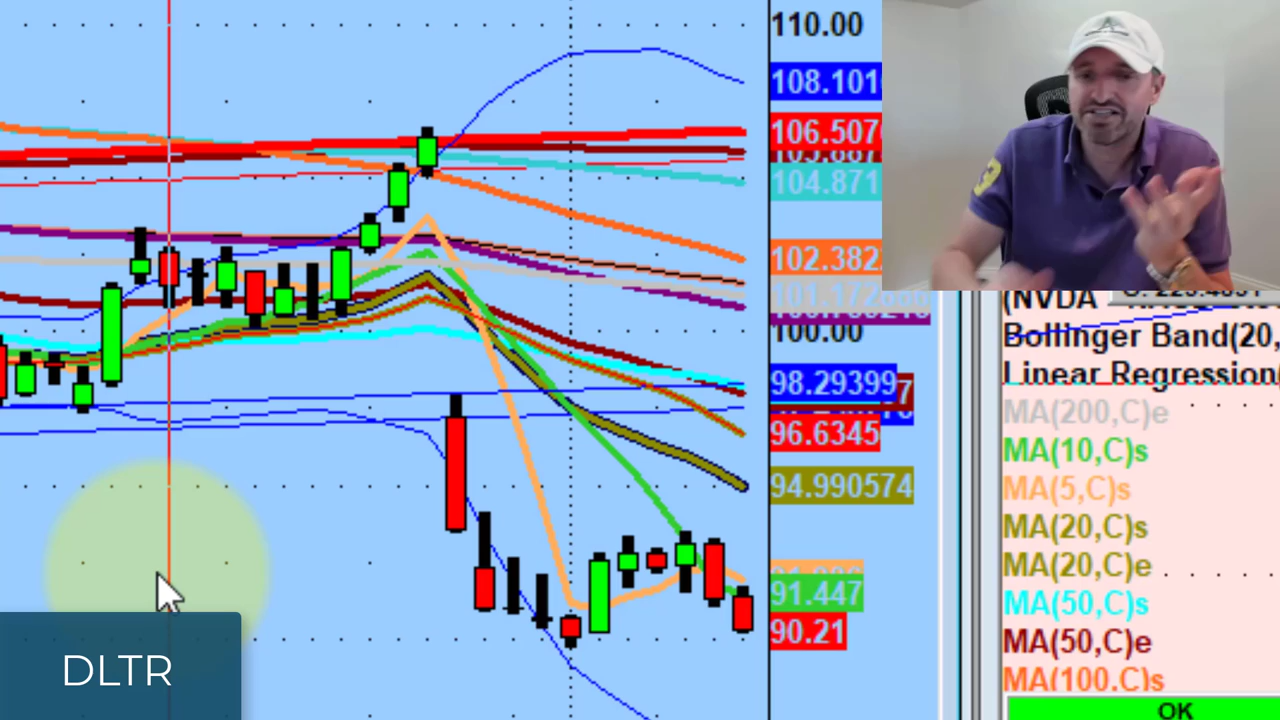 110.00
108.101
106.507
104.871
102.382
100.00
98.29399
96.6345
94.990574
91.447
90.21
(NVDA
Bollinger Band(20,
Linear Regression(
MA(200,C)e
MA(10,C)s
MA(5,C)s
MA(20,C)s
MA(20,C)e
MA(50,C)s
MA(50,C)e
MA(100,C)s
OK
DLTR